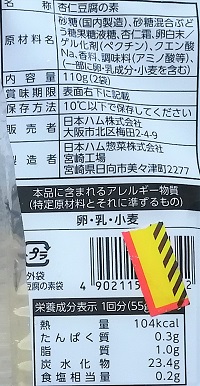 名称 杏仁豆腐の素
原材料名 砂糖(国内製造)、砂糖混合ぶどう糖果糖液糖、杏仁霜、卵白末/ゲル化剤(ペクチン)、クエン酸Na、香料、調味料(アミノ酸等)、(一部に卵・乳成分・小麦を含む)
内容量 110g(2袋)
賞味期限 表面右下に記載
保存方法 10℃以下で保存してください。
販売者 日本ハム株式会社
大阪市北区梅田2-4-9
製造者 日本ハム惣菜株式会社
宮崎工場
宮崎県日向市美々津町2277
本品に含まれるアレルギー物質
(特定原材料とそれに準ずるもの)
卵・乳・小麦
プラ
外袋
豆腐の素袋
4 902115
栄養成分表示 1回分(55g
熱量 104kcal
たんぱく質 0.3g
脂質 1.0g
炭水化物 23.4g
食塩相当量 0.2g